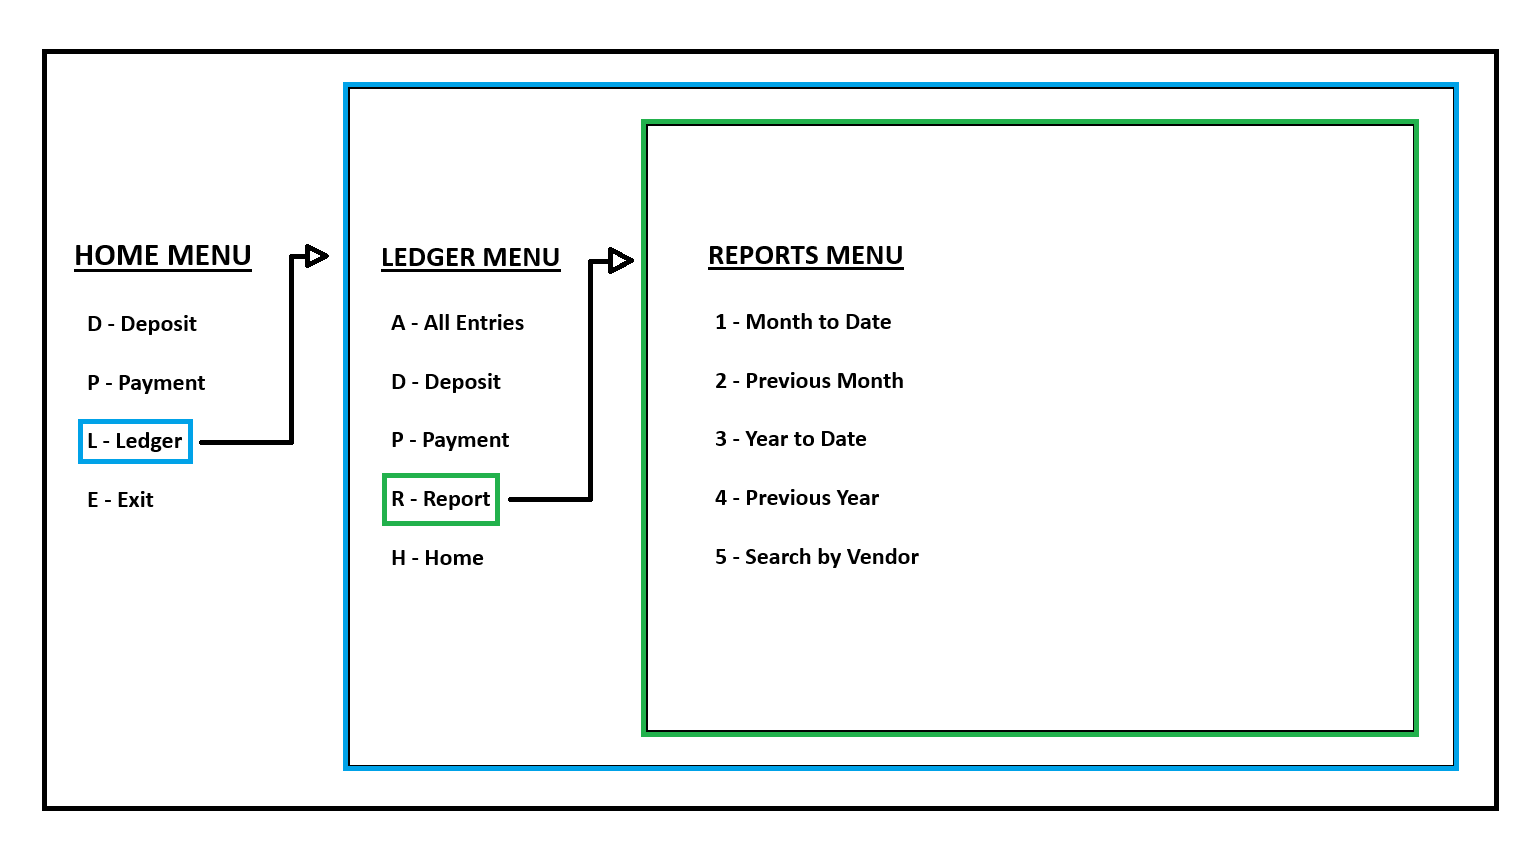 HOME MENU
D - Deposit
P - Payment
L - Ledger
E - Exit
LEDGER MENU
A - All Entries
D - Deposit
P - Payment
R - Report
H - Home
REPORTS MENU
1 - Month to Date
2 - Previous Month
3 - Year to Date
4 - Previous Year
5 - Search by Vendor